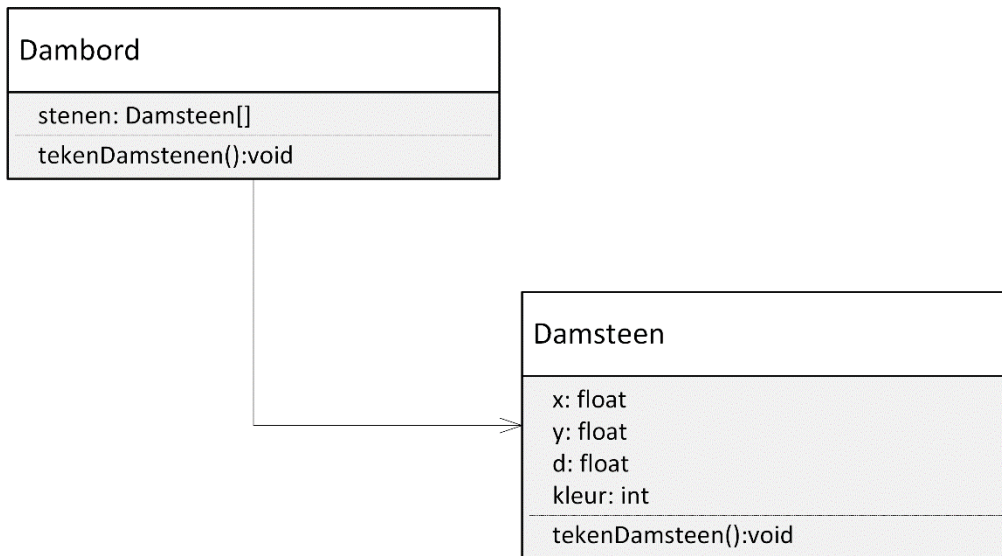 Dambord
stenen: Damsteen[]
tekenDamstenen():void
Damsteen
x: float
y: float
d: float
kleur: int
tekenDamsteen():void